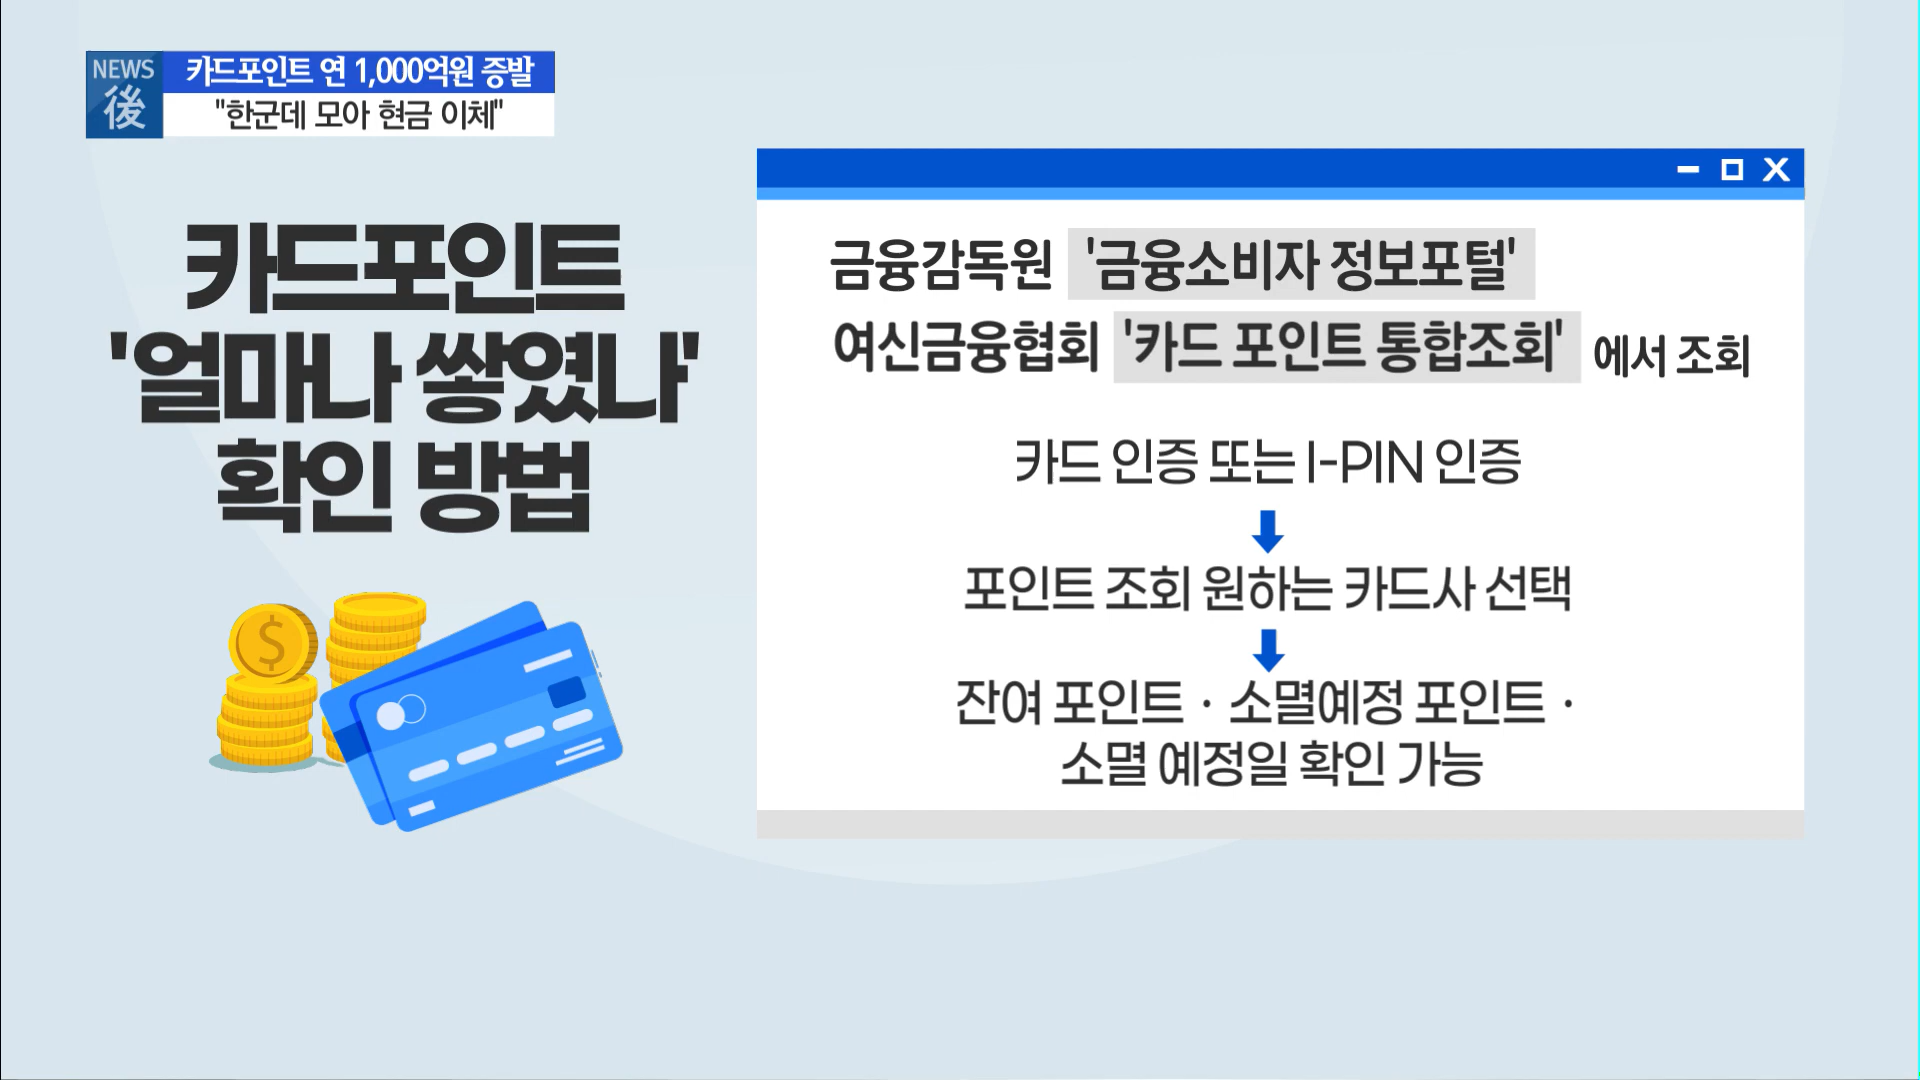 NEWS
後
카드포인트 연 1,000억원 증발
"한군데 모아 현금 이체"
카드포인트
'얼마나 쌓였나'
확인 방법
금융감독원 '금융소비자 정보포털'
여신금융협회 '카드 포인트 통합조회' 에서 조회
카드 인증 또는 I-PIN 인증
포인트 조회 원하는 카드사 선택
잔여 포인트 · 소멸예정 포인트 ·
소멸 예정일 확인 가능